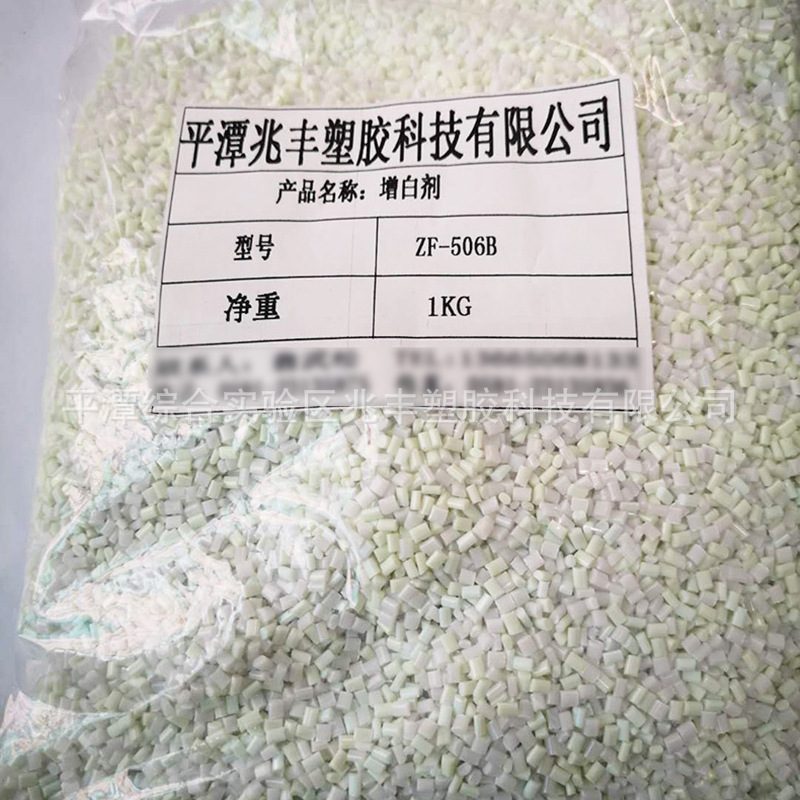 平潭兆丰塑胶科技有限公司
产品名称：增白剂
型号 ZF-506B
净重 1KG
平潭综合实验区兆丰塑胶科技有限公司